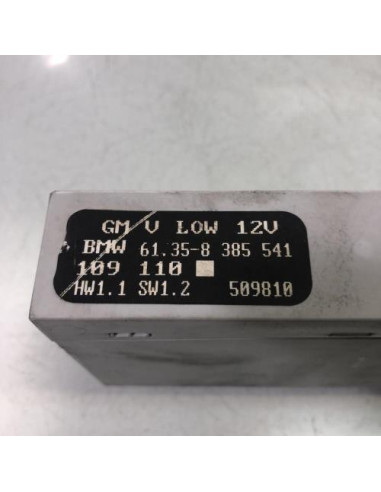 GM V LOW 12V
BMW 61.35-8 385 541
109 110
HW1.1 SW1.2 509810